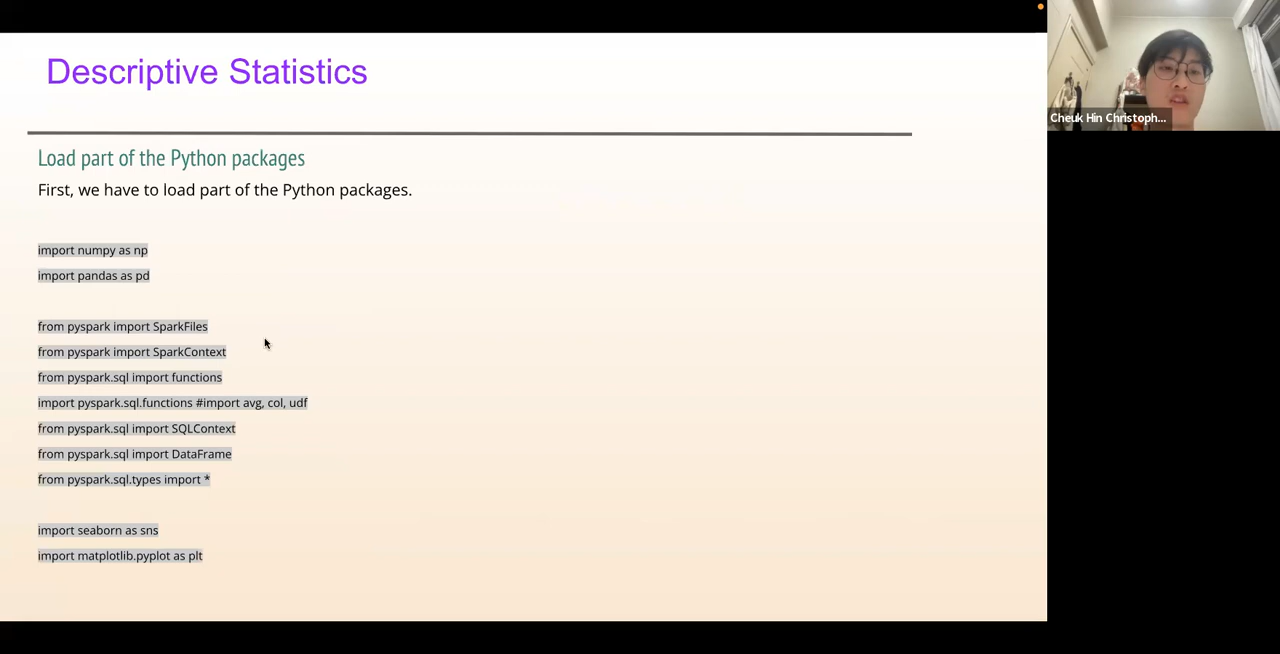 Descriptive Statistics
Cheuk Hin Christoph...
Load part of the Python packages
First, we have to load part of the Python packages.
import numpy as np
import pandas as pd
from pyspark import SparkFiles
from pyspark import SparkContext
from pyspark.sql import functions
import pyspark.sql.functions #import avg, col, udf
from pyspark.sql import SQLContext
from pyspark.sql import DataFrame
from pyspark.sql.types import *
import seaborn as sns
import matplotlib.pyplot as plt